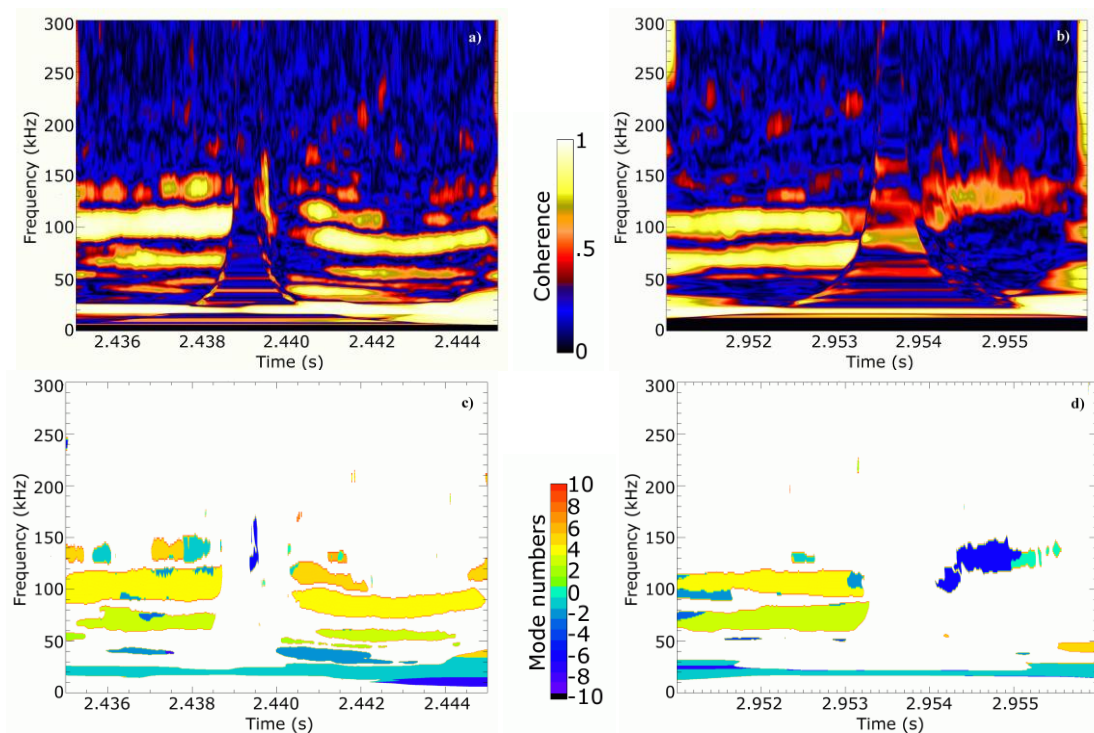 300
250
200
150
100
50
0
Frequency (kHz)
a)
2.436 2.438 2.440 2.442 2.444
Time (s)
1
.5
0
Coherence
300
250
200
150
100
50
0
Frequency (kHz)
b)
2.952 2.953 2.954 2.955
Time (s)
300
250
200
150
100
50
0
Frequency (kHz)
c)
2.436 2.438 2.440 2.442 2.444
Time (s)
10
8
6
4
2
0
-2
-4
-6
-8
-10
Mode numbers
300
250
200
150
100
50
0
Frequency (kHz)
d)
2.952 2.953 2.954 2.955
Time (s)